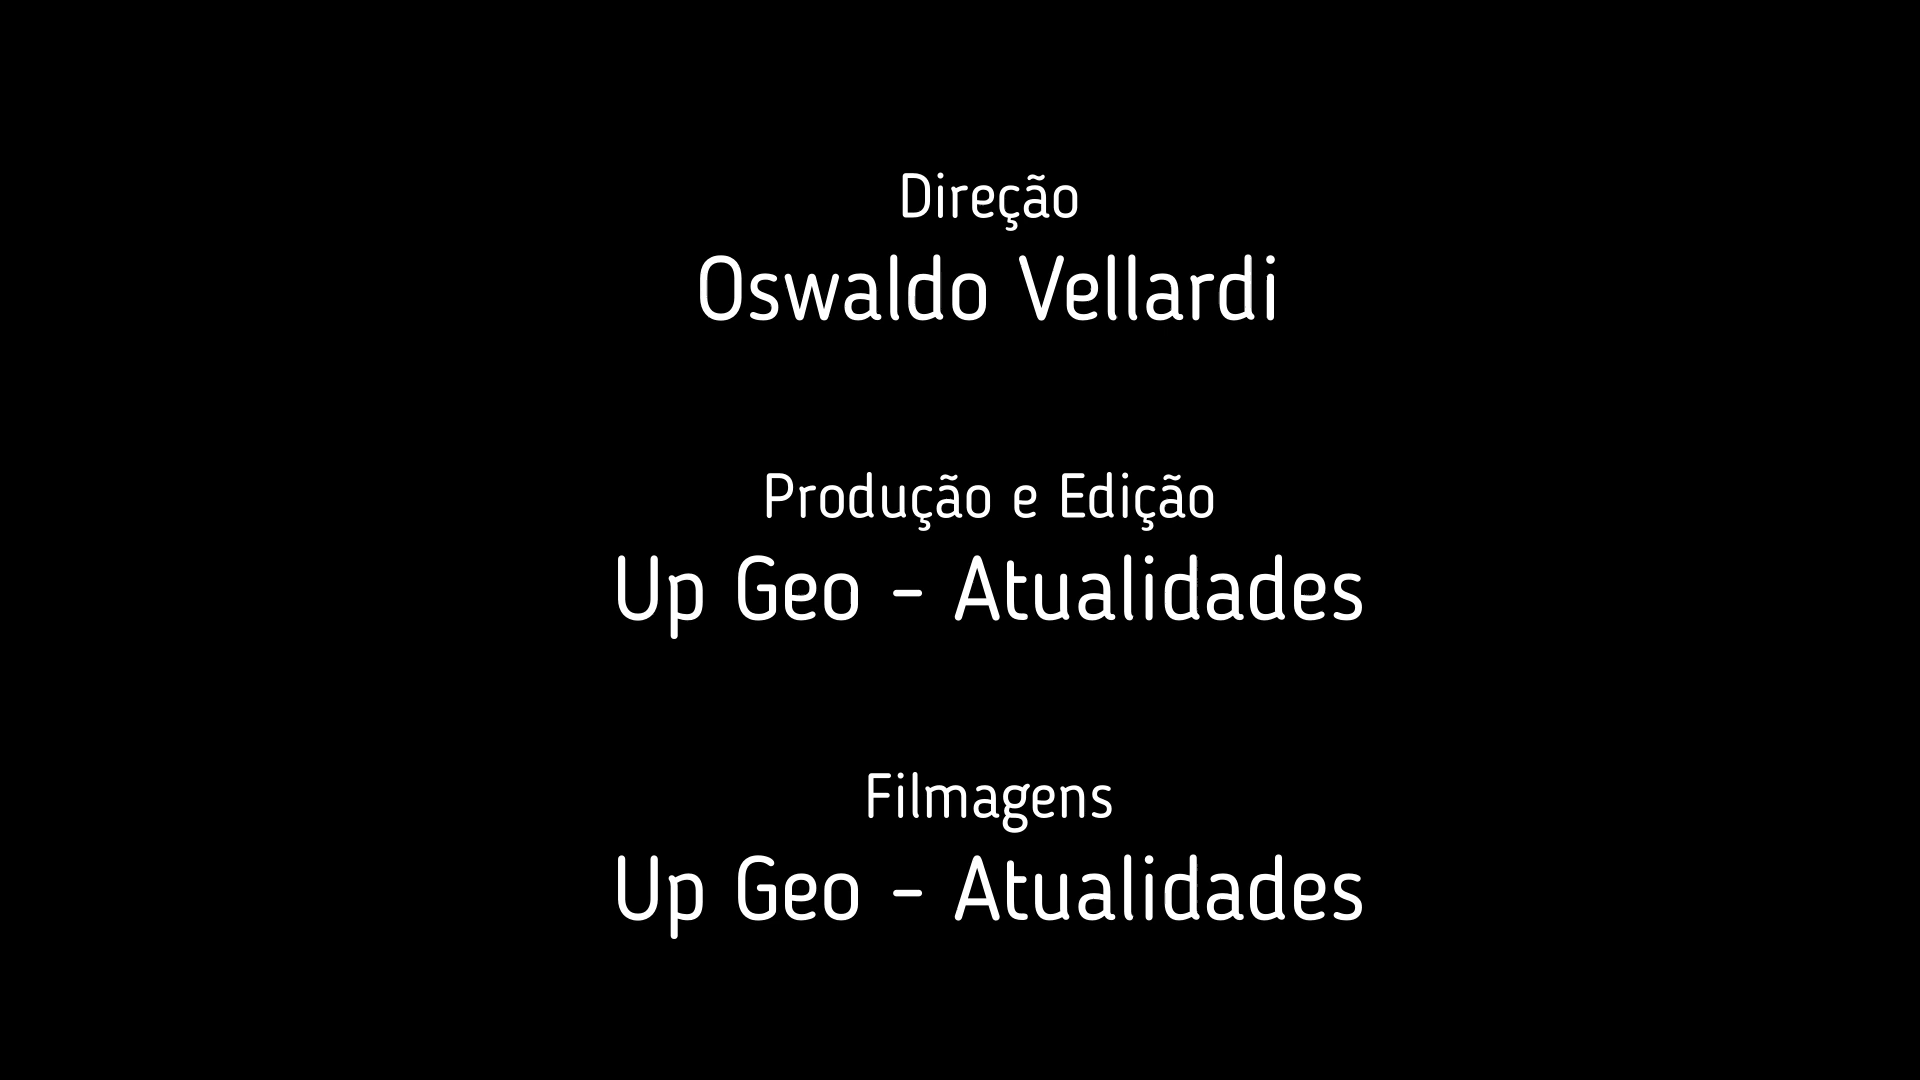 Direção
Oswaldo Vellardi
Produção e Edição
Up Geo - Atualidades
Filmagens
Up Geo - Atualidades